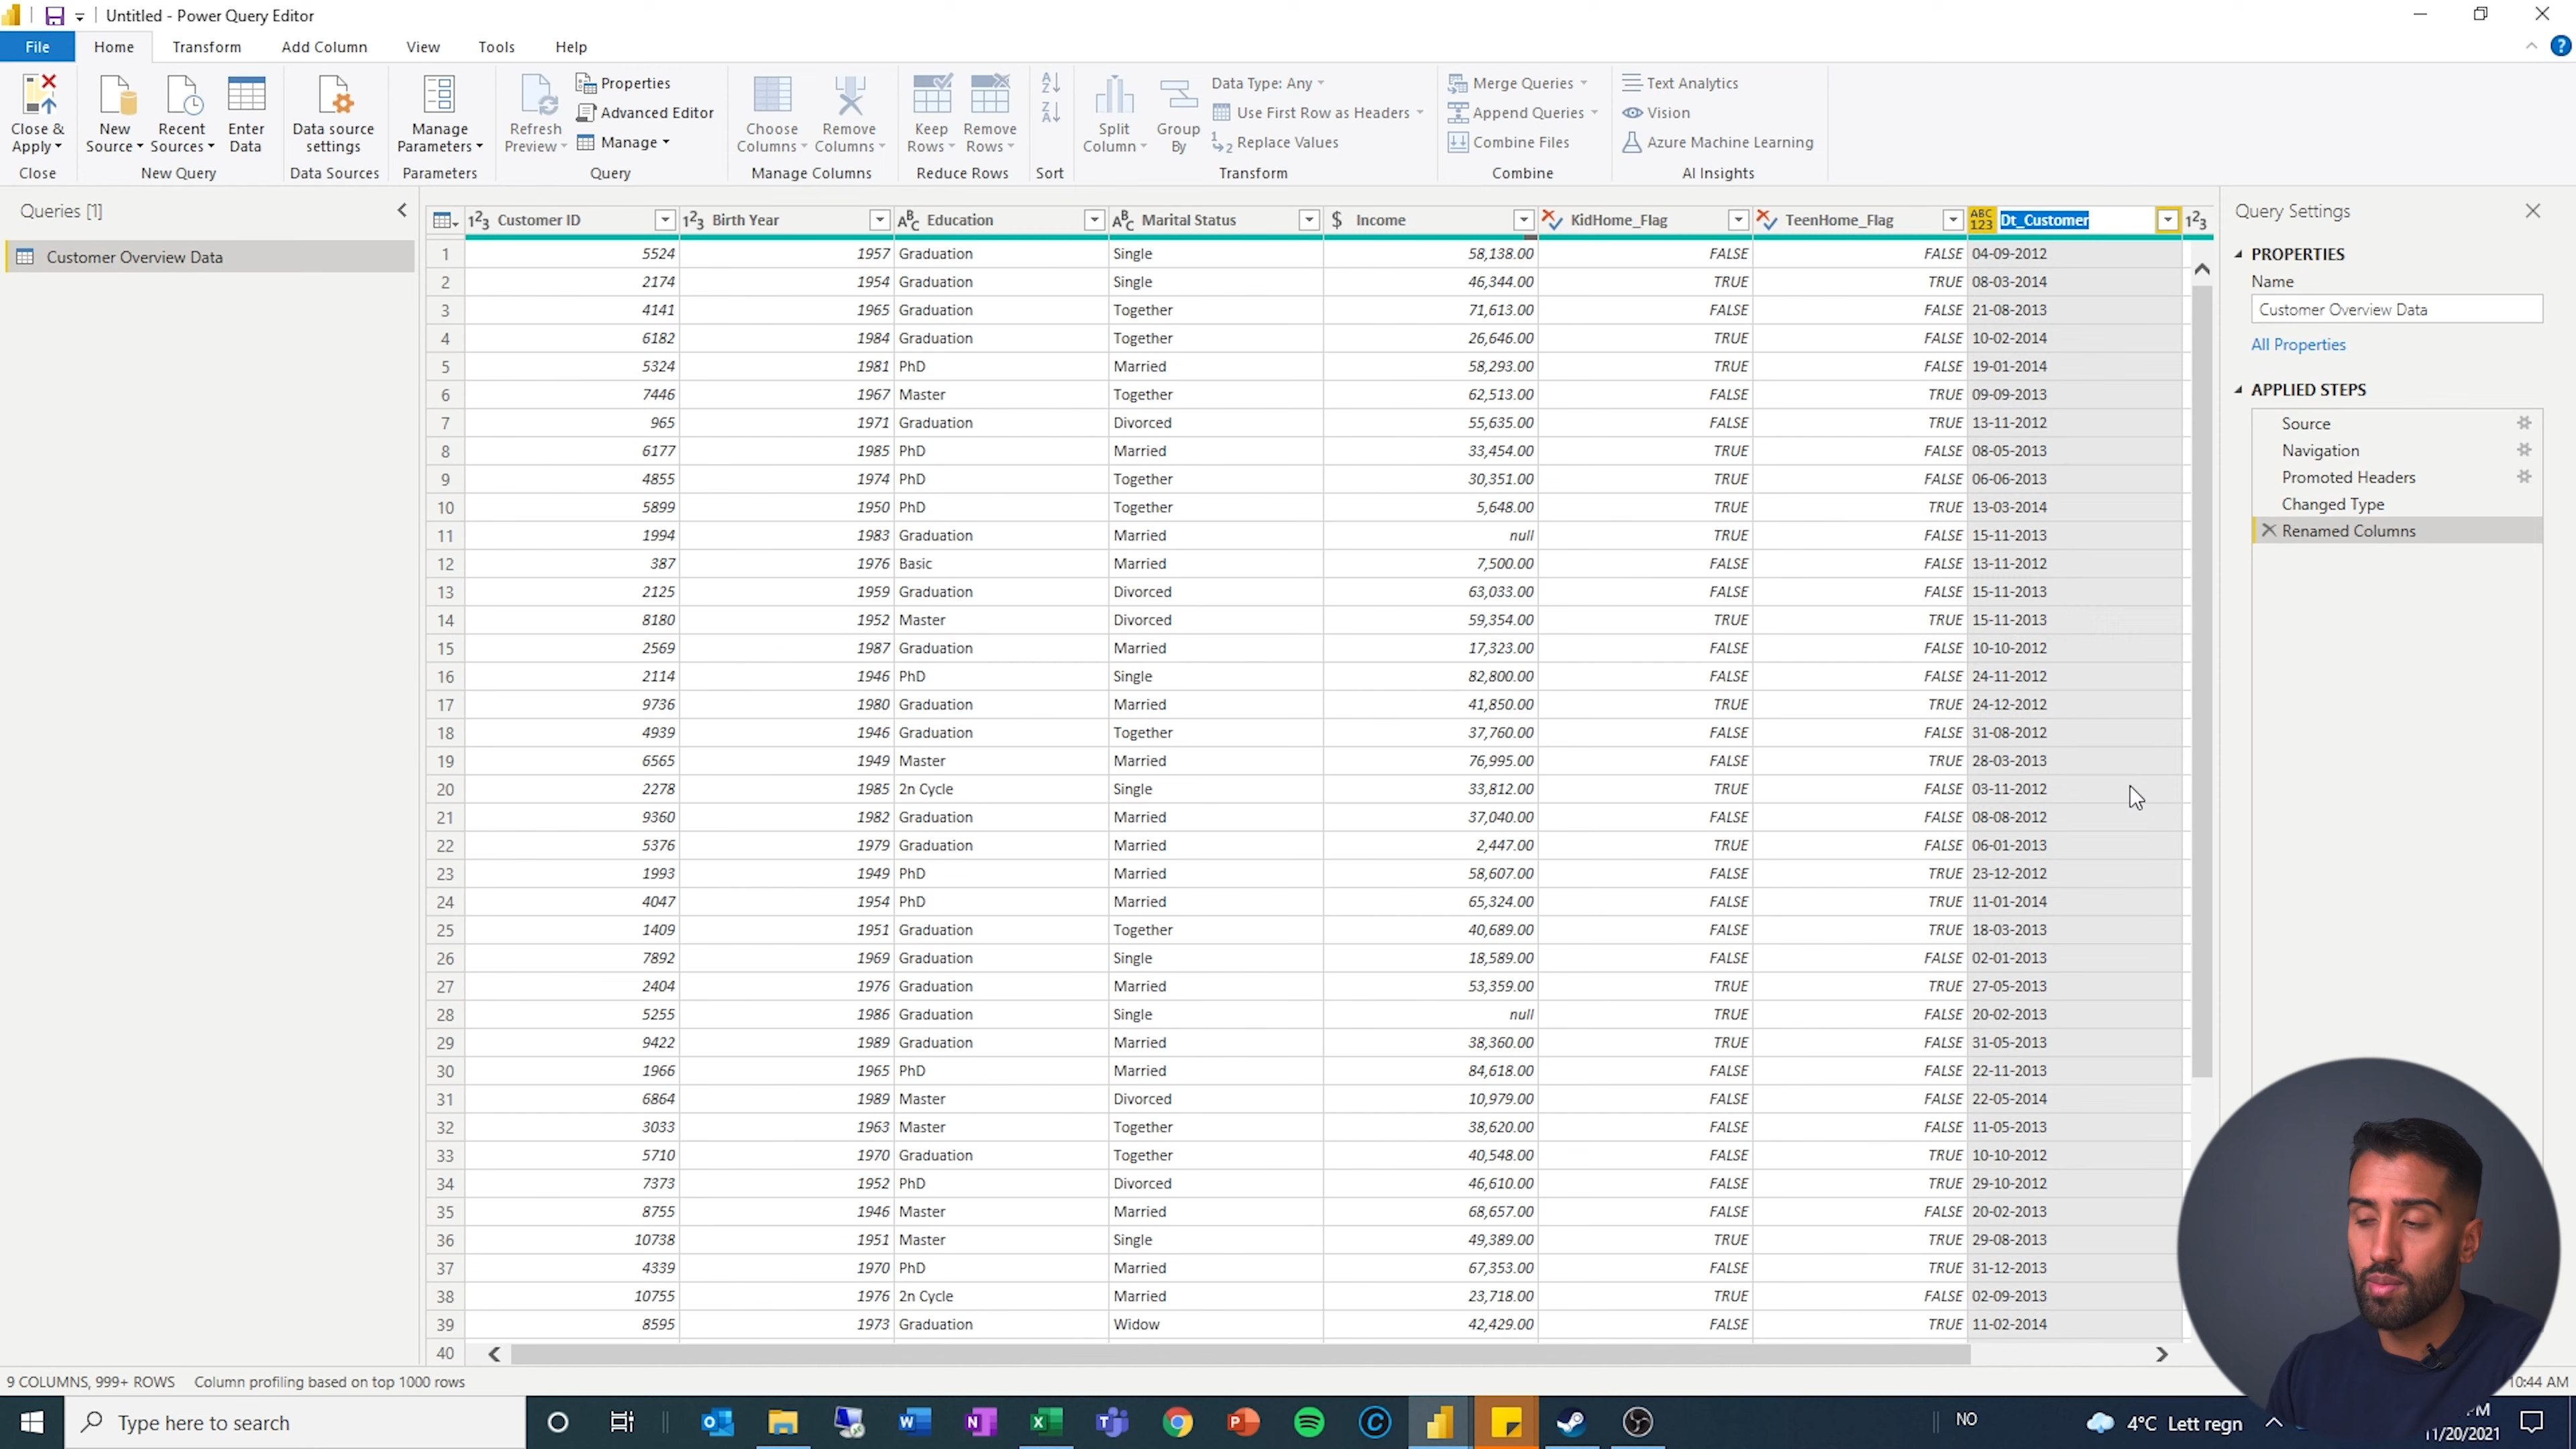 Untitled - Power Query Editor
File Home Transform Add Column View Tools Help
Close & Apply
New Source
Recent Sources
Enter Data
Data source settings
Manage Parameters
Refresh Preview
Properties
Advanced Editor
Manage
Choose Columns
Remove Columns
Keep Rows
Remove Rows
Split Column
Group By
Data Type: Any
Use First Row as Headers
Replace Values
Merge Queries
Append Queries
Combine Files
Text Analytics
Vision
Azure Machine Learning
Close New Query Data Sources Parameters Query Manage Columns Reduce Rows Sort Transform Combine AI Insights
Queries [1]
Customer Overview Data
Customer ID Birth Year Education Marital Status Income KidHome_Flag TeenHome_Flag Dt_Customer
1 5524 1957 Graduation Single 58,138.00 FALSE FALSE 04-09-2012
2 2174 1954 Graduation Single 46,344.00 TRUE TRUE 08-03-2014
3 4141 1965 Graduation Together 71,613.00 FALSE FALSE 21-08-2013
4 6182 1984 Graduation Together 26,646.00 TRUE FALSE 10-02-2014
5 5324 1981 PhD Married 58,293.00 TRUE FALSE 19-01-2014
6 7446 1967 Master Together 62,513.00 FALSE TRUE 09-09-2013
7 965 1971 Graduation Divorced 55,635.00 FALSE TRUE 13-11-2012
8 6177 1985 PhD Married 33,454.00 TRUE FALSE 08-05-2013
9 4855 1974 PhD Together 30,351.00 TRUE FALSE 06-06-2013
10 5899 1950 PhD Together 5,648.00 TRUE TRUE 13-03-2014
11 1994 1983 Graduation Married null TRUE FALSE 15-11-2013
12 387 1976 Basic Married 7,500.00 FALSE FALSE 13-11-2012
13 2125 1959 Graduation Divorced 63,033.00 FALSE FALSE 15-11-2013
14 8180 1952 Master Divorced 59,354.00 TRUE TRUE 15-11-2013
15 2569 1987 Graduation Married 17,323.00 FALSE FALSE 10-10-2012
16 2114 1946 PhD Single 82,800.00 FALSE FALSE 24-11-2012
17 9736 1980 Graduation Married 41,850.00 TRUE TRUE 24-12-2012
18 4939 1946 Graduation Together 37,760.00 FALSE FALSE 31-08-2012
19 6565 1949 Master Married 76,995.00 FALSE TRUE 28-03-2013
20 2278 1985 2n Cycle Single 33,812.00 TRUE FALSE 03-11-2012
21 9360 1982 Graduation Married 37,040.00 FALSE FALSE 08-08-2012
22 5376 1979 Graduation Married 2,447.00 TRUE FALSE 06-01-2013
23 1993 1949 PhD Married 58,607.00 FALSE TRUE 23-12-2012
24 4047 1954 PhD Married 65,324.00 FALSE TRUE 11-01-2014
25 1409 1951 Graduation Together 40,689.00 FALSE TRUE 18-03-2013
26 7892 1969 Graduation Single 18,589.00 FALSE FALSE 02-01-2013
27 2404 1976 Graduation Married 53,359.00 TRUE TRUE 27-05-2013
28 5255 1986 Graduation Single null TRUE FALSE 20-02-2013
29 9422 1989 Graduation Married 38,360.00 TRUE FALSE 31-05-2013
30 1966 1965 PhD Married 84,618.00 FALSE FALSE 22-11-2013
31 6864 1989 Master Divorced 10,979.00 FALSE FALSE 22-05-2014
32 3033 1963 Master Together 38,620.00 FALSE FALSE 11-05-2013
33 5710 1970 Graduation Together 40,548.00 FALSE TRUE 10-10-2012
34 7373 1952 PhD Divorced 46,610.00 FALSE TRUE 29-10-2012
35 8755 1946 Master Married 68,657.00 FALSE FALSE 20-02-2013
36 10738 1951 Master Single 49,389.00 TRUE TRUE 29-08-2013
37 4339 1970 PhD Married 67,353.00 FALSE TRUE 31-12-2013
38 10755 1976 2n Cycle Married 23,718.00 TRUE FALSE 02-09-2013
39 8595 1973 Graduation Widow 42,429.00 FALSE TRUE 11-02-2014
40
Query Settings
PROPERTIES
Name
Customer Overview Data
All Properties
APPLIED STEPS
Source
Navigation
Promoted Headers
Changed Type
Renamed Columns
9 COLUMNS, 999+ ROWS Column profiling based on top 1000 rows
10:44 AM
Type here to search
NO
4°C Lett regn
11/20/2021